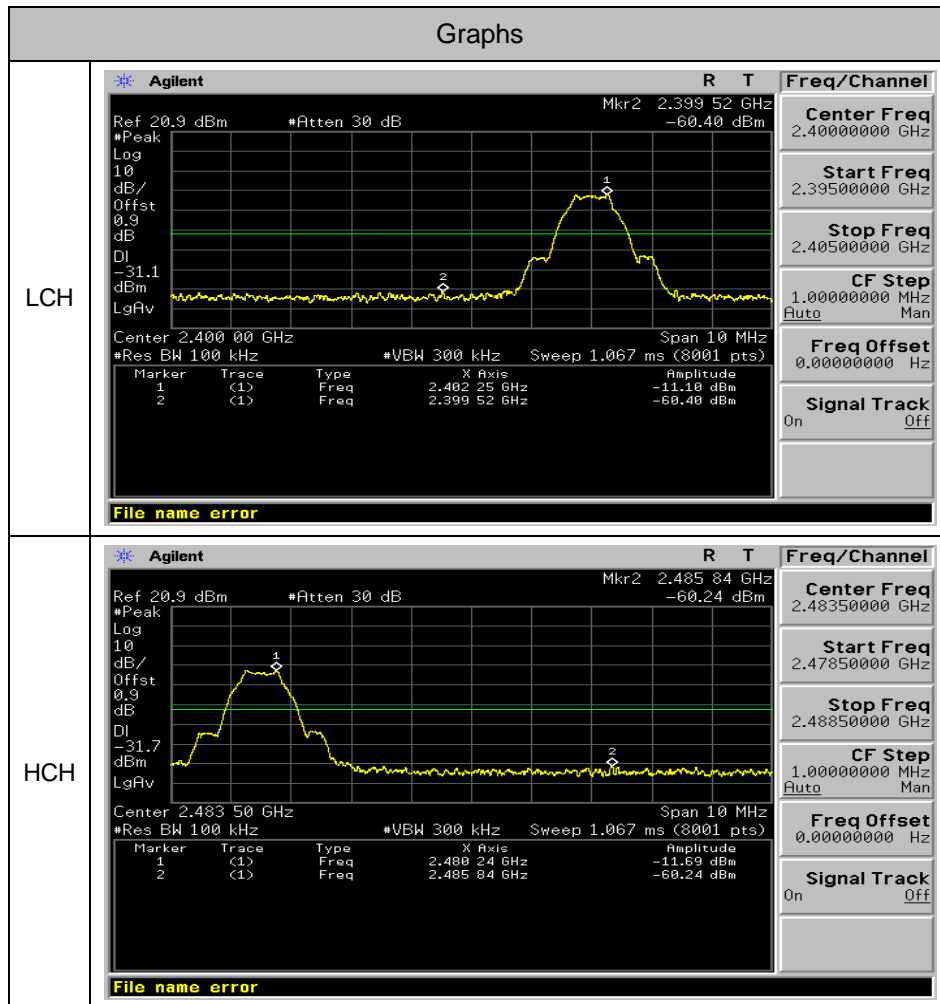 Graphs
LCH
Agilent R T
Mkr2 2.399 52 GHz
Ref 20.9 dBm #Atten 30 dB -60.40 dBm
#Peak
Log
10
dB/
Offst
0.9
dB
DI
-31.1
dBm
LgAv
1
2
Center 2.400 00 GHz Span 10 MHz
#Res BW 100 kHz #VBW 300 kHz Sweep 1.067 ms (8001 pts)
Marker Trace Type X Axis Amplitude
1 (1) Freq 2.402 25 GHz -11.10 dBm
2 (1) Freq 2.399 52 GHz -60.40 dBm
File name error
Freq/Channel
Center Freq
2.40000000 GHz
Start Freq
2.39500000 GHz
Stop Freq
2.40500000 GHz
CF Step
1.00000000 MHz
Auto Man
Freq Offset
0.00000000 Hz
Signal Track
On Off
HCH
Agilent R T
Mkr2 2.485 84 GHz
Ref 20.9 dBm #Atten 30 dB -60.24 dBm
#Peak
Log
10
dB/
Offst
0.9
dB
DI
-31.7
dBm
LgAv
1
2
Center 2.483 50 GHz Span 10 MHz
#Res BW 100 kHz #VBW 300 kHz Sweep 1.067 ms (8001 pts)
Marker Trace Type X Axis Amplitude
1 (1) Freq 2.480 24 GHz -11.69 dBm
2 (1) Freq 2.485 84 GHz -60.24 dBm
File name error
Freq/Channel
Center Freq
2.48350000 GHz
Start Freq
2.47850000 GHz
Stop Freq
2.48850000 GHz
CF Step
1.00000000 MHz
Auto Man
Freq Offset
0.00000000 Hz
Signal Track
On Off